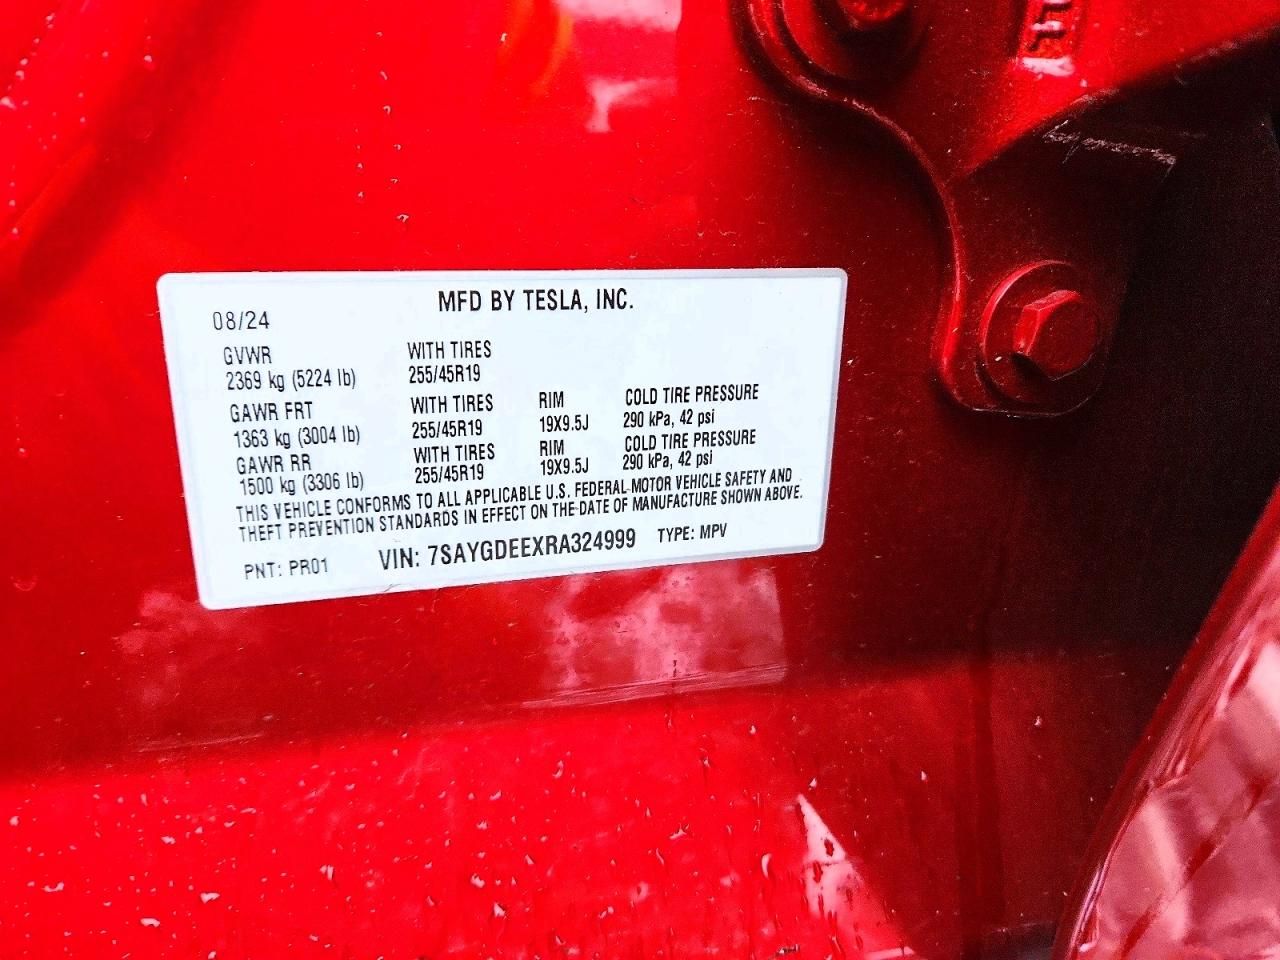 MFD BY TESLA, INC.
08/24
GVWR WITH TIRES
2369 kg (5224 lb) 255/45R19
GAWR FRT WITH TIRES RIM COLD TIRE PRESSURE
1363 kg (3004 lb) 255/45R19 19X9.5J 290 kPa, 42 psi
GAWR RR WITH TIRES RIM COLD TIRE PRESSURE
1500 kg (3306 lb) 255/45R19 19X9.5J 290 kPa, 42 psi
THIS VEHICLE CONFORMS TO ALL APPLICABLE U.S. FEDERAL MOTOR VEHICLE SAFETY AND
THEFT PREVENTION STANDARDS IN EFFECT ON THE DATE OF MANUFACTURE SHOWN ABOVE.
PNT: PR01 VIN: 7SAYGDEEXRA324999 TYPE: MPV